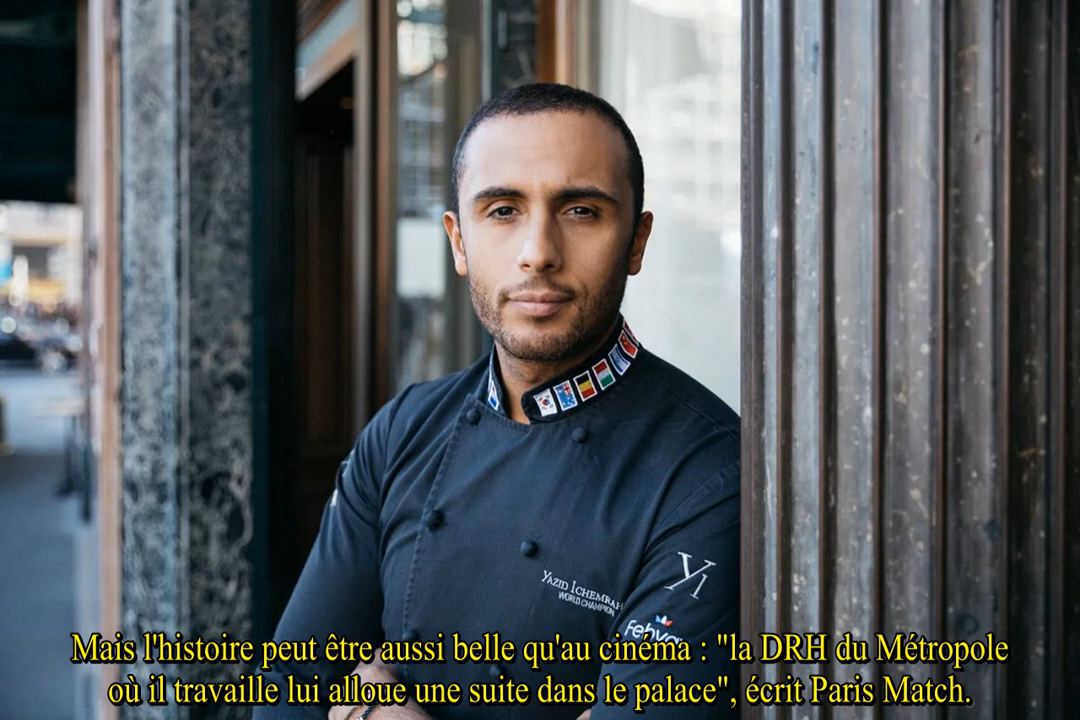 YAZID ICHEMRAHEN
WORLD CHAMPION
YI
Mais l'histoire peut être aussi belle qu'au cinéma : "la DRH du Métropole
où il travaille lui alloue une suite dans le palace", écrit Paris Match.